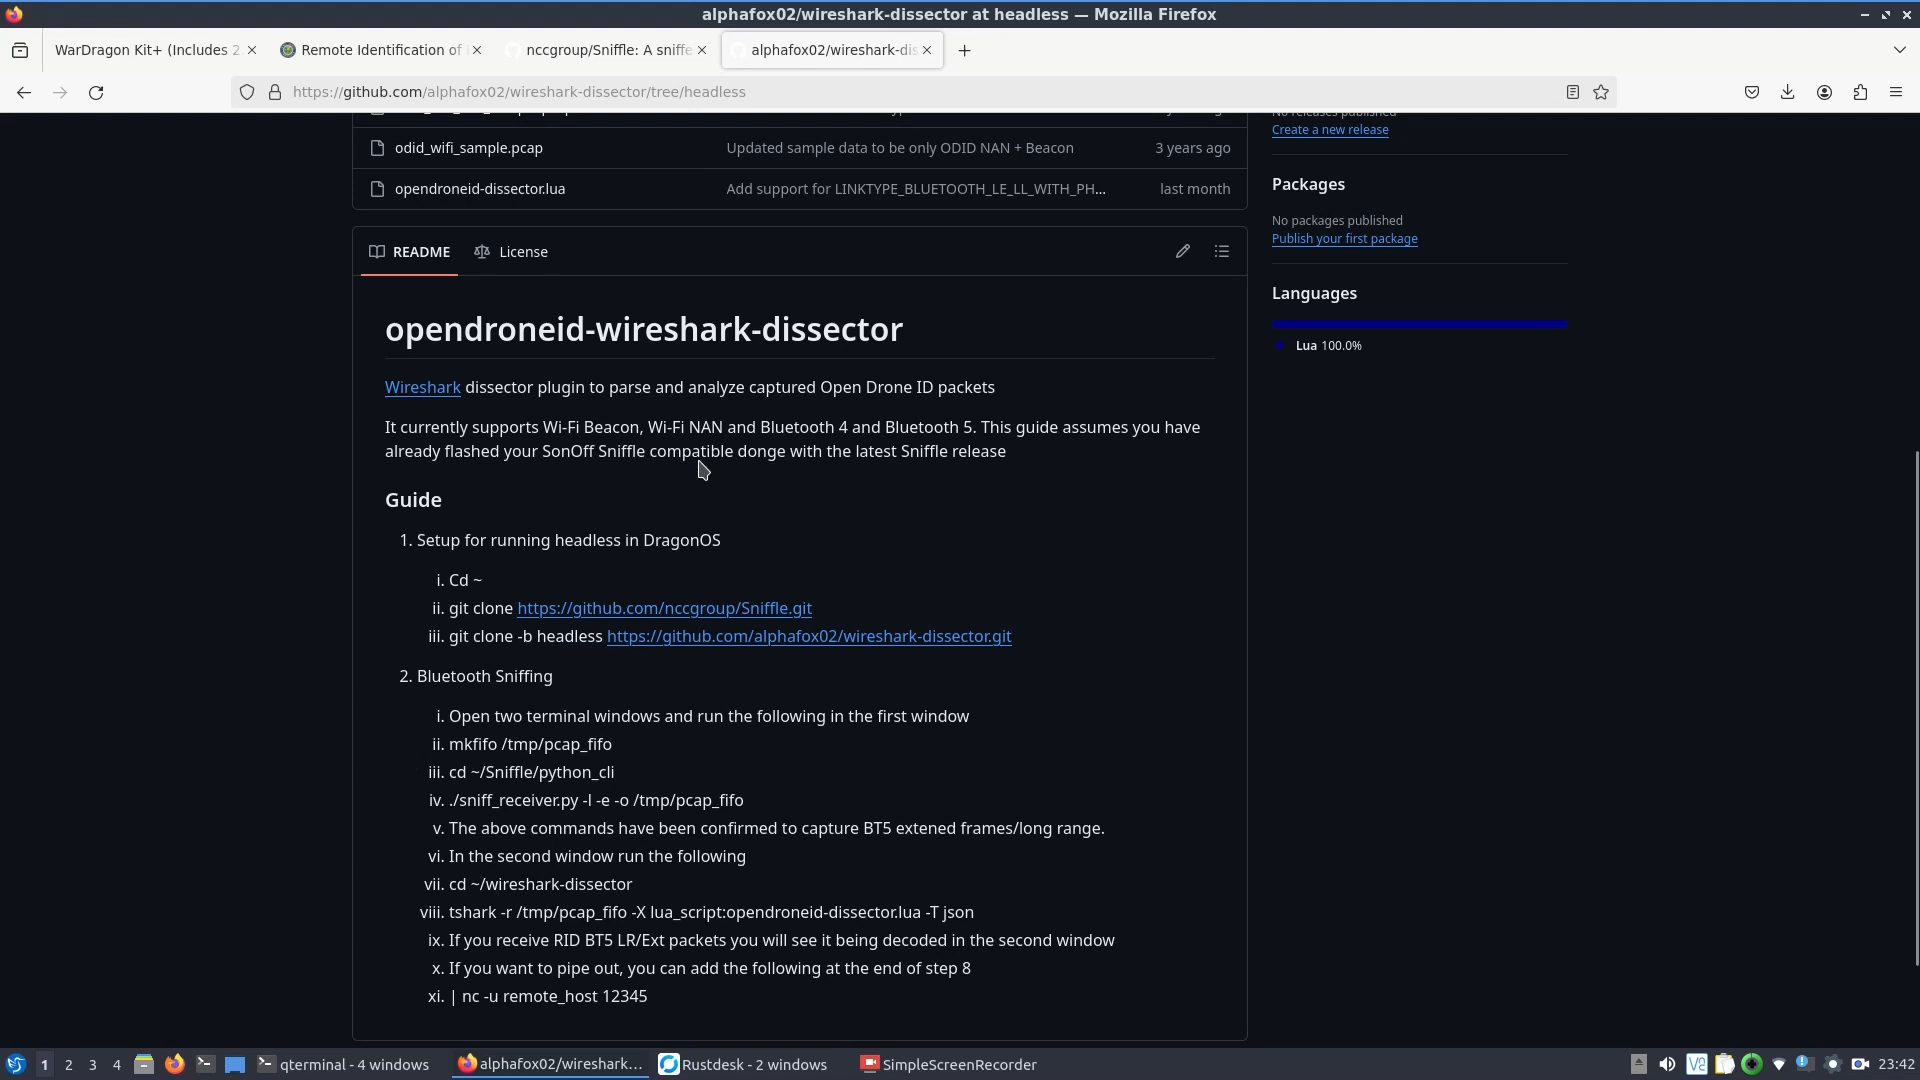 alphafox02/wireshark-dissector at headless — Mozilla Firefox
WarDragon Kit+ (Includes 2
Remote Identification of
nccgroup/Sniffle: A sniffe
alphafox02/wireshark-dis
https://github.com/alphafox02/wireshark-dissector/tree/headless
No releases published
Create a new release
odid_wifi_sample.pcap Updated sample data to be only ODID NAN + Beacon 3 years ago
opendroneid-dissector.lua Add support for LINKTYPE_BLUETOOTH_LE_LL_WITH_PH... last month
Packages
No packages published
Publish your first package
README License
Languages
Lua 100.0%
opendroneid-wireshark-dissector
Wireshark dissector plugin to parse and analyze captured Open Drone ID packets
It currently supports Wi-Fi Beacon, Wi-Fi NAN and Bluetooth 4 and Bluetooth 5. This guide assumes you have
already flashed your SonOff Sniffle compatible donge with the latest Sniffle release
Guide
1. Setup for running headless in DragonOS
i. Cd ~
ii. git clone https://github.com/nccgroup/Sniffle.git
iii. git clone -b headless https://github.com/alphafox02/wireshark-dissector.git
2. Bluetooth Sniffing
i. Open two terminal windows and run the following in the first window
ii. mkfifo /tmp/pcap_fifo
iii. cd ~/Sniffle/python_cli
iv. ./sniff_receiver.py -l -e -o /tmp/pcap_fifo
v. The above commands have been confirmed to capture BT5 extened frames/long range.
vi. In the second window run the following
vii. cd ~/wireshark-dissector
viii. tshark -r /tmp/pcap_fifo -X lua_script:opendroneid-dissector.lua -T json
ix. If you receive RID BT5 LR/Ext packets you will see it being decoded in the second window
x. If you want to pipe out, you can add the following at the end of step 8
xi. | nc -u remote_host 12345
1 2 3 4 qterminal - 4 windows alphafox02/wireshark... Rustdesk - 2 windows SimpleScreenRecorder 23:42